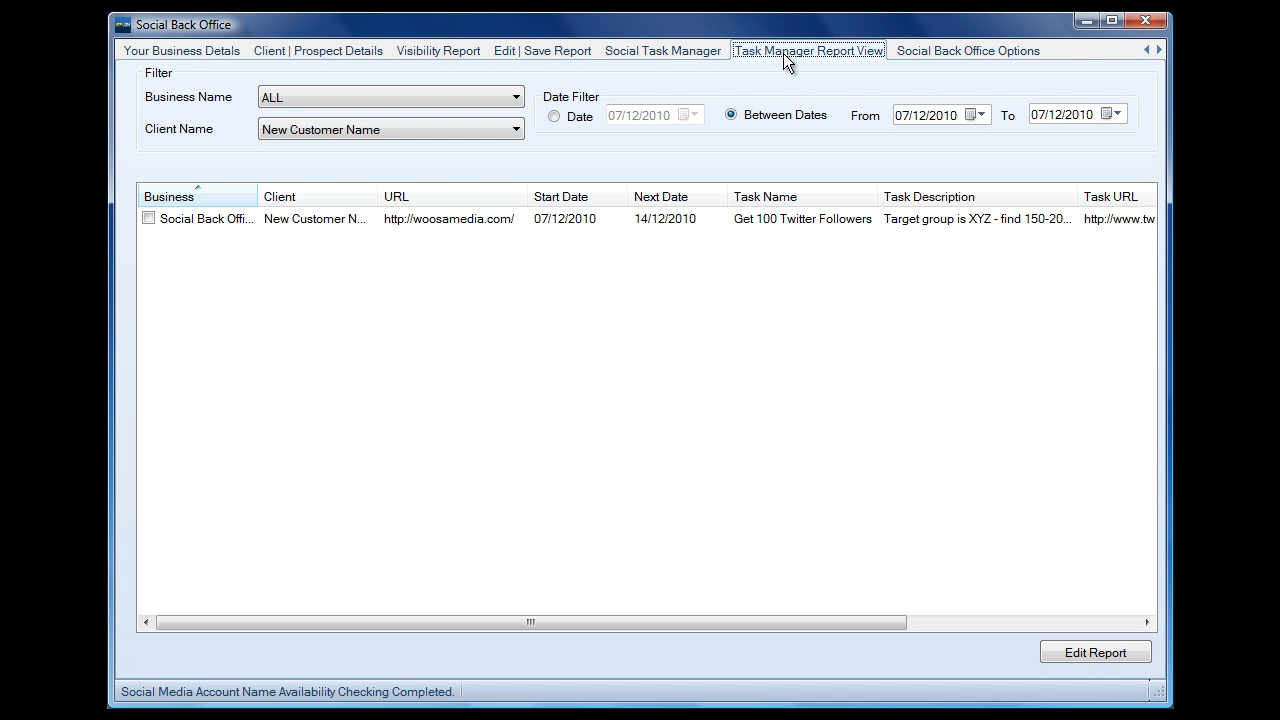 Social Back Office
Your Business Details Client | Prospect Details Visibility Report Edit | Save Report Social Task Manager Task Manager Report View Social Back Office Options
Filter
Business Name ALL
Client Name New Customer Name
Date Filter
Date 07/12/2010 Between Dates From 07/12/2010 To 07/12/2010
Business Client URL Start Date Next Date Task Name Task Description Task URL
Social Back Offi... New Customer N... http://woosamedia.com/ 07/12/2010 14/12/2010 Get 100 Twitter Followers Target group is XYZ - find 150-20... http://www.tw
Edit Report
Social Media Account Name Availability Checking Completed.